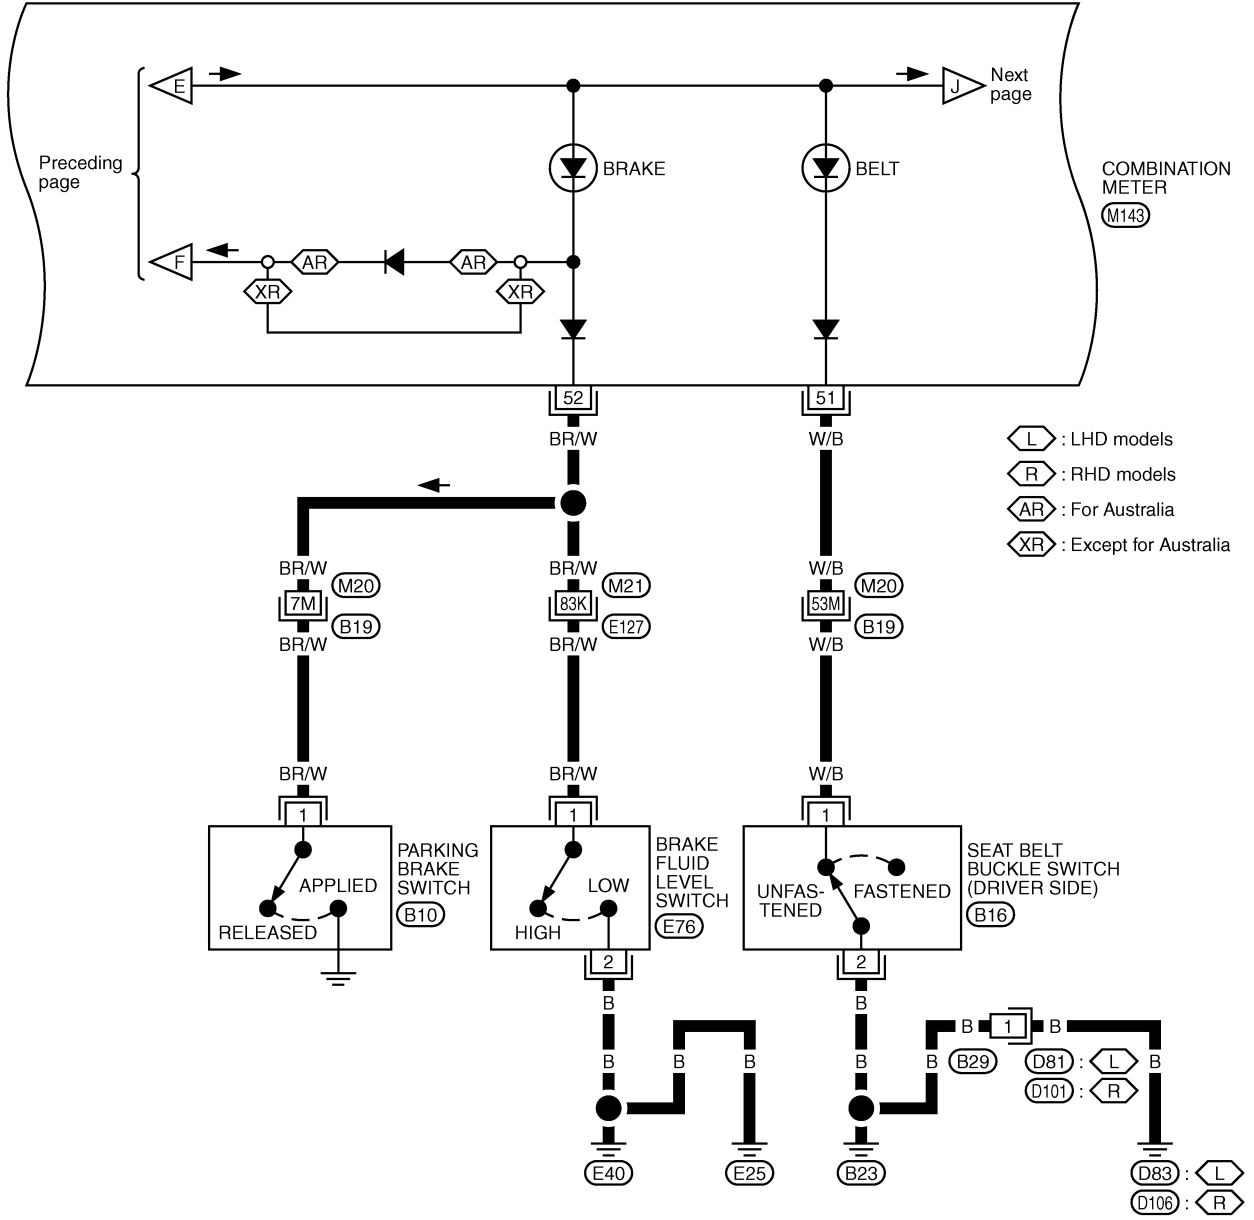 E
J
Next
page
Preceding
page
BRAKE
BELT
COMBINATION
METER
M143
F
AR
AR
XR
XR
52
51
BR/W
W/B
L : LHD models
R : RHD models
AR : For Australia
XR : Except for Australia
BR/W
BR/W
W/B
7M
M20
83K
M21
53M
M20
B19
E127
B19
BR/W
BR/W
W/B
BR/W
BR/W
W/B
1
1
1
PARKING
BRAKE
SWITCH
B10
APPLIED
RELEASED
BRAKE
FLUID
LEVEL
SWITCH
E76
LOW
HIGH
SEAT BELT
BUCKLE SWITCH
(DRIVER SIDE)
B16
UNFAS-
TENED
FASTENED
2
2
B
B
B 1 B
B
B
B
B
B
B
B29
D81 : L
D101 : R
E40
E25
B23
D83 : L
D106 : R